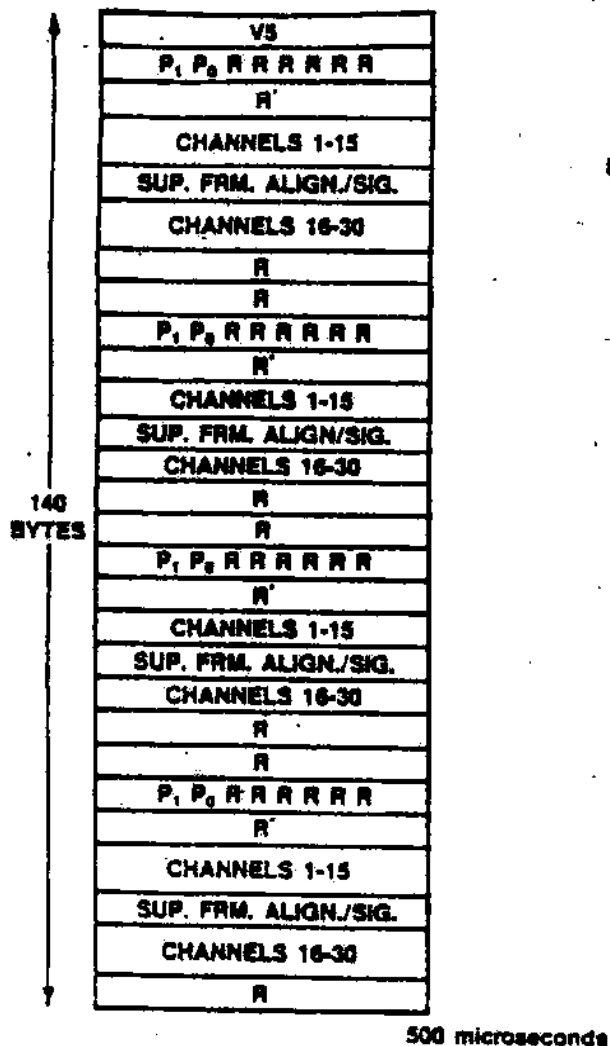 V5
P₁ P₀ R R R R R R
R*
CHANNELS 1-15
SUP. FRM. ALIGN./SIG.
CHANNELS 16-30
R
R
P₁ P₀ R R R R R R
R*
CHANNELS 1-15
SUP. FRM. ALIGN/SIG.
CHANNELS 16-30
R
R
P₁ P₀ R R R R R R
R*
CHANNELS 1-15
SUP. FRM. ALIGN./SIG.
CHANNELS 16-30
R
R
P₁ P₀ R R R R R R
R*
CHANNELS 1-15
SUP. FRM. ALIGN./SIG.
CHANNELS 16-30
R
140
BYTES
500 microseconds